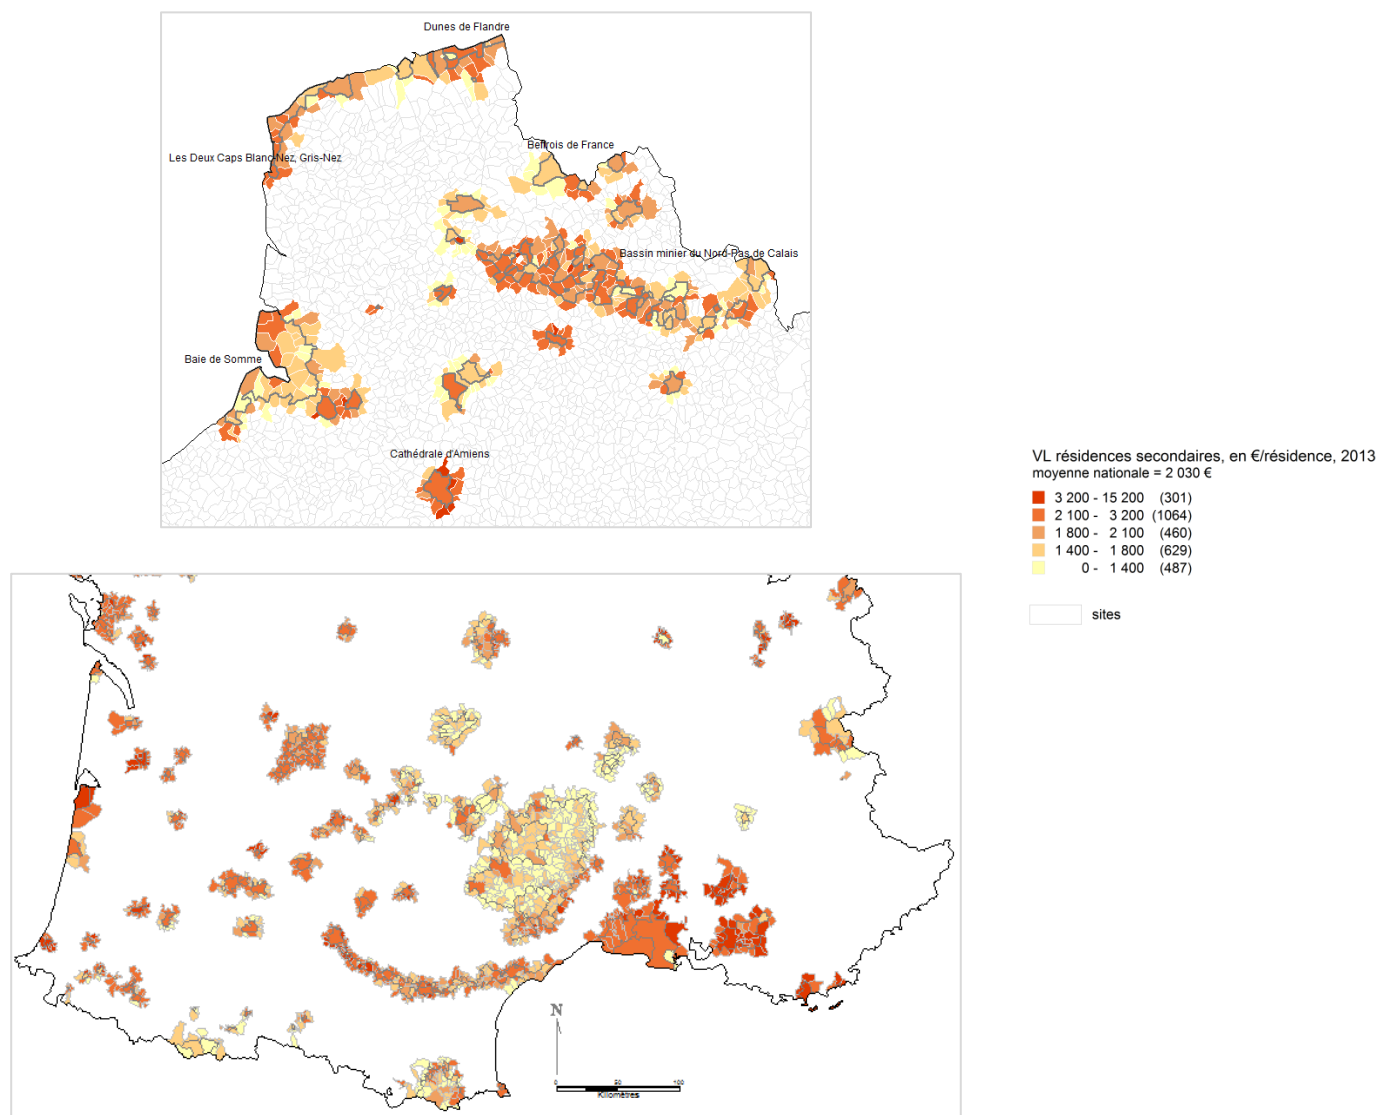 Dunes de Flandre
Beffrois de France
Les Deux Caps Blanc-Nez, Gris-Nez
Bassin minier du Nord-Pas de Calais
Baie de Somme
Cathédrale d'Amiens
VL résidences secondaires, en €/résidence, 2013
moyenne nationale = 2 030 €
3 200 - 15 200 (301)
2 100 - 3 200 (1064)
1 800 - 2 100 (460)
1 400 - 1 800 (629)
0 - 1 400 (487)
sites
N
0 50 100
Kilomètres